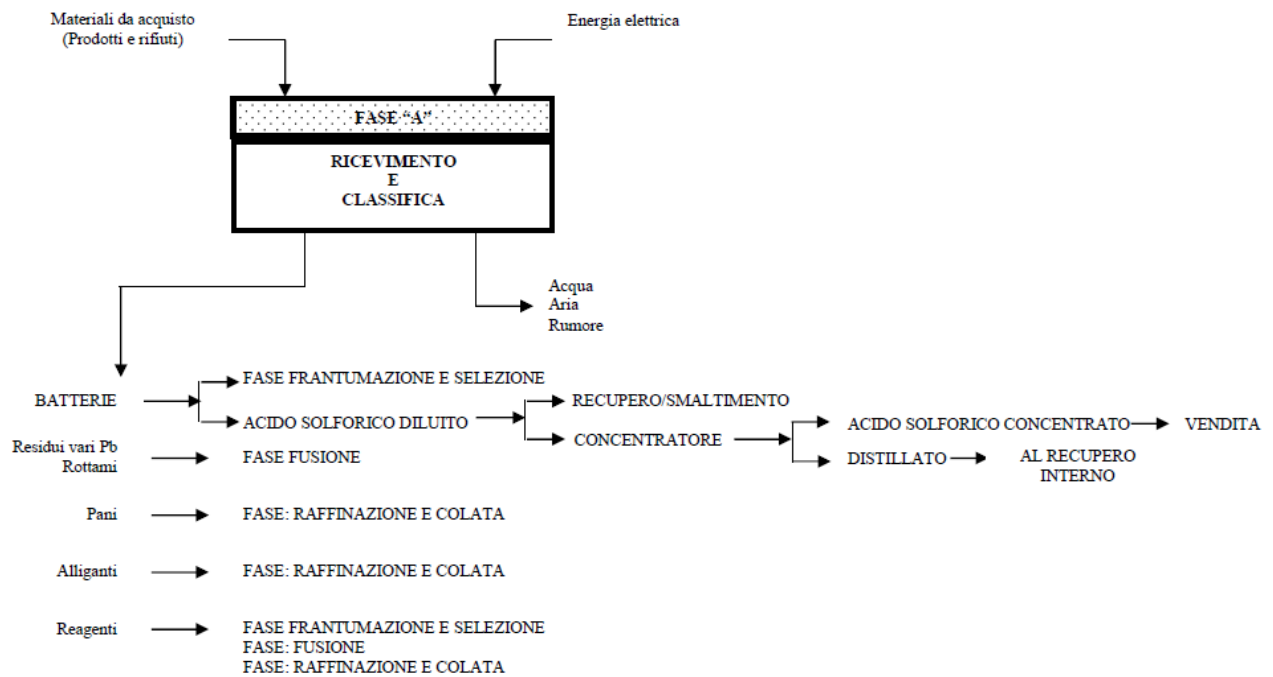 Materiali da acquisto
(Prodotti e rifiuti)
Energia elettrica
FASE “A”
RICEVIMENTO
E
CLASSIFICA
Acqua
Aria
Rumore
FASE FRANTUMAZIONE E SELEZIONE
BATTERIE
RECUPERO/SMALTIMENTO
ACIDO SOLFORICO DILUITO
ACIDO SOLFORICO CONCENTRATO
VENDITA
CONCENTRATORE
Residui vari Pb
Rottami
FASE FUSIONE
DISTILLATO
AL RECUPERO
INTERNO
Pani
FASE: RAFFINAZIONE E COLATA
Alliganti
FASE: RAFFINAZIONE E COLATA
Reagenti
FASE FRANTUMAZIONE E SELEZIONE
FASE: FUSIONE
FASE: RAFFINAZIONE E COLATA